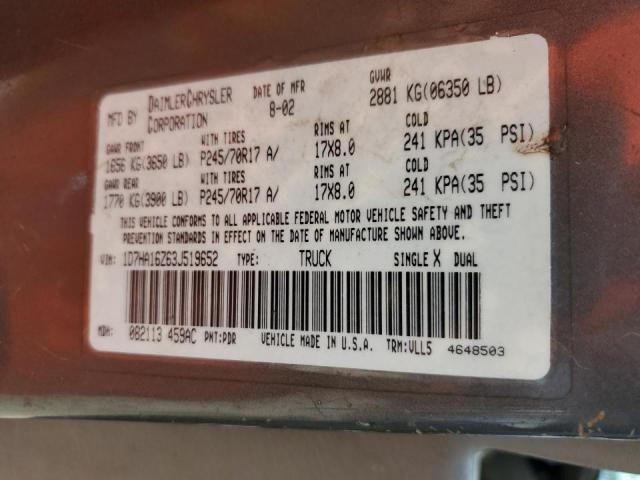 MFD BY DAIMLERCHRYSLER CORPORATION DATE OF MFR 8-02 GVWR 2881 KG(06350 LB)
GAWR FRONT WITH TIRES RIMS AT COLD
1656 KG(3650 LB) P245/70R17 A/ 17X8.0 241 KPA(35 PSI)
GAWR REAR WITH TIRES RIMS AT COLD
1770 KG(3900 LB) P245/70R17 A/ 17X8.0 241 KPA(35 PSI)
THIS VEHICLE CONFORMS TO ALL APPLICABLE FEDERAL MOTOR VEHICLE SAFETY AND THEFT
PREVENTION STANDARDS IN EFFECT ON THE DATE OF MANUFACTURE SHOWN ABOVE.
VIN: 1D7HA16Z63J519652 TYPE: TRUCK SINGLE X DUAL
MDH: 082113 459AC PNT:PDR VEHICLE MADE IN U.S.A. TRM:VLL5 4648503